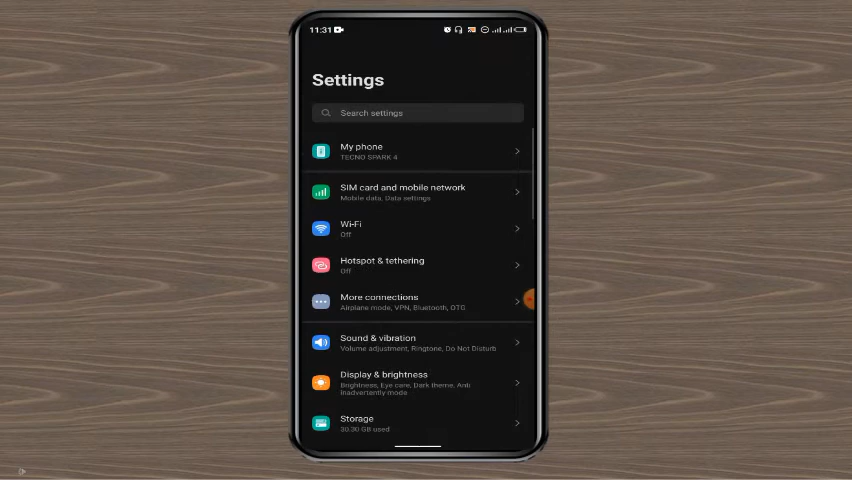 11:31
Settings
Search settings
My phone
TECNO SPARK 4
SIM card and mobile network
Mobile data, Data settings
Wi-Fi
Off
Hotspot & tethering
Off
More connections
Airplane mode, VPN, Bluetooth, OTG
Sound & vibration
Volume adjustment, Ringtone, Do Not Disturb
Display & brightness
Brightness, Eye care, Dark theme, Anti
inadvertently mode
Storage
30.30 GB used